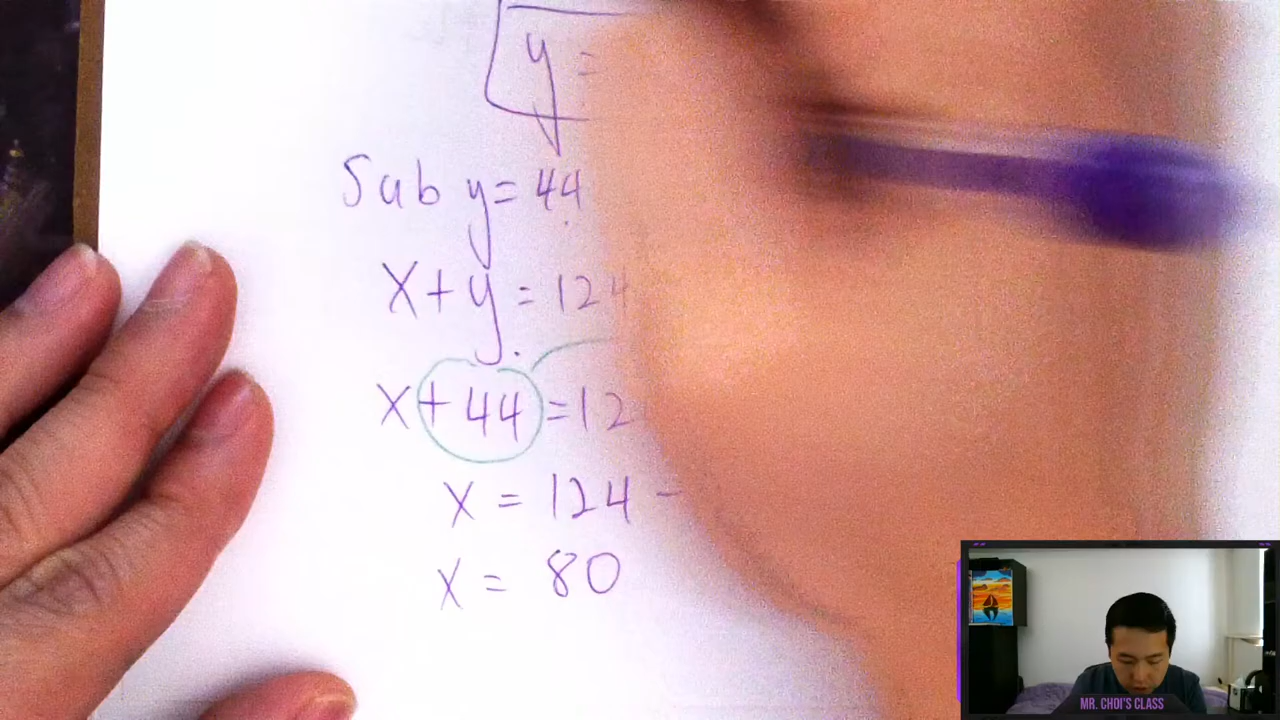 y =
Sub y = 44
x + y = 124
x + 44 = 12
x = 124 -
x = 80
MR. CHOI'S CLASS